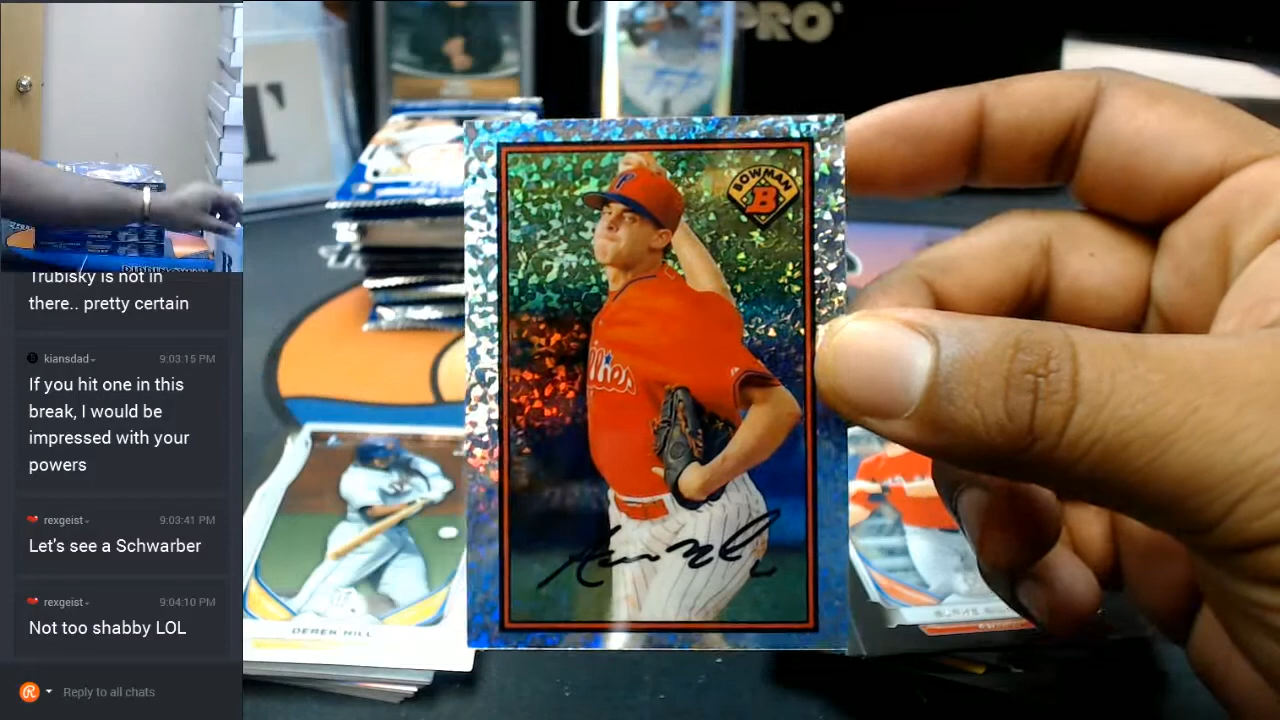 PRO
T
BOWMAN
B
P
llies
DEREK HILL
Trubisky is not in
there.. pretty certain
kiansdad
9:03:15 PM
If you hit one in this
break, I would be
impressed with your
powers
rexgeist
9:03:41 PM
Let's see a Schwarber
rexgeist
9:04:10 PM
Not too shabby LOL
Reply to all chats